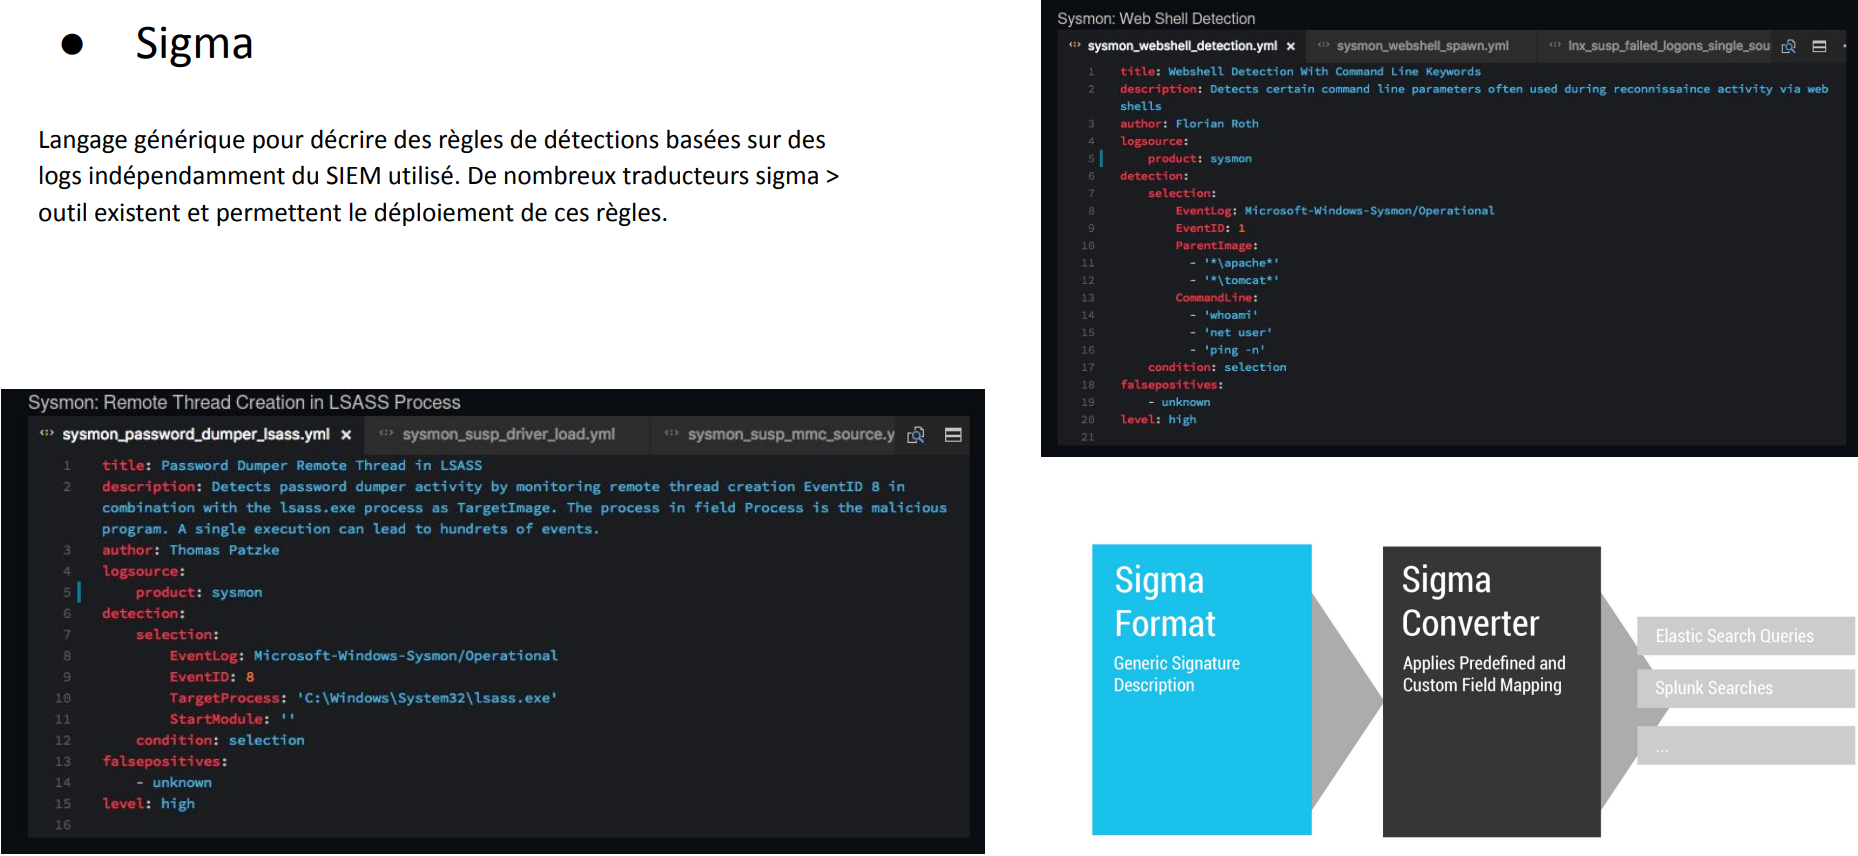 ● Sigma
Langage générique pour décrire des règles de détections basées sur des
logs indépendamment du SIEM utilisé. De nombreux traducteurs sigma >
outil existent et permettent le déploiement de ces règles.
Sysmon: Web Shell Detection
sysmon_webshell_detection.yml × sysmon_webshell_spawn.yml lnx_susp_failed_logons_single_sou
1 title: Webshell Detection With Command Line Keywords
2 description: Detects certain command line parameters often used during reconnissaince activity via web
shells
3 author: Florian Roth
4 logsource:
5 product: sysmon
6 detection:
7 selection:
8 EventLog: Microsoft-Windows-Sysmon/Operational
9 EventID: 1
10 ParentImage:
11 - '*\apache*'
12 - '*\tomcat*'
13 CommandLine:
14 - 'whoami'
15 - 'net user'
16 - 'ping -n'
17 condition: selection
18 falsepositives:
19 - unknown
20 level: high
21
Sysmon: Remote Thread Creation in LSASS Process
sysmon_password_dumper_lsass.yml × sysmon_susp_driver_load.yml sysmon_susp_mmc_source.y
1 title: Password Dumper Remote Thread in LSASS
2 description: Detects password dumper activity by monitoring remote thread creation EventID 8 in
combination with the lsass.exe process as TargetImage. The process in field Process is the malicious
program. A single execution can lead to hundreds of events.
3 author: Thomas Patzke
4 logsource:
5 product: sysmon
6 detection:
7 selection:
8 EventLog: Microsoft-Windows-Sysmon/Operational
9 EventID: 8
10 TargetProcess: 'C:\Windows\System32\lsass.exe'
11 StartModule: ''
12 condition: selection
13 falsepositives:
14 - unknown
15 level: high
16
Sigma
Format
Generic Signature
Description
Sigma
Converter
Applies Predefined and
Custom Field Mapping
Elastic Search Queries
Splunk Searches
...